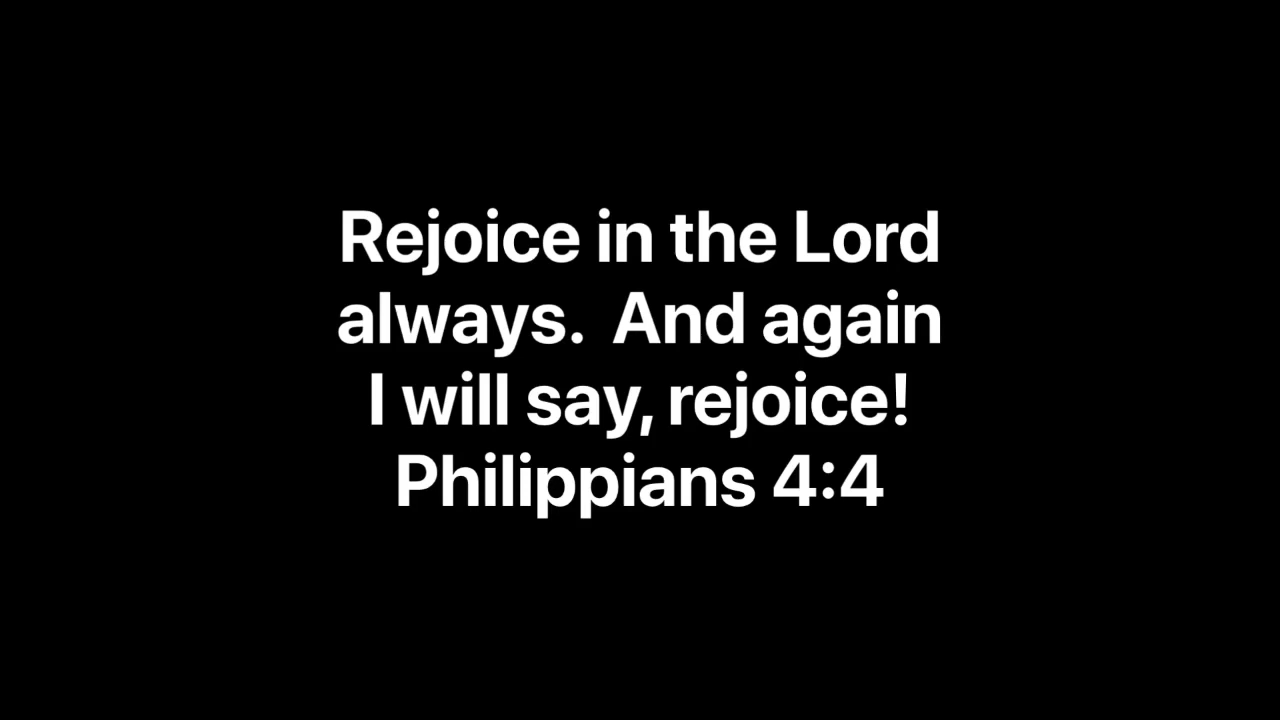 Rejoice in the Lord
always.  And again
I will say, rejoice!
Philippians 4:4